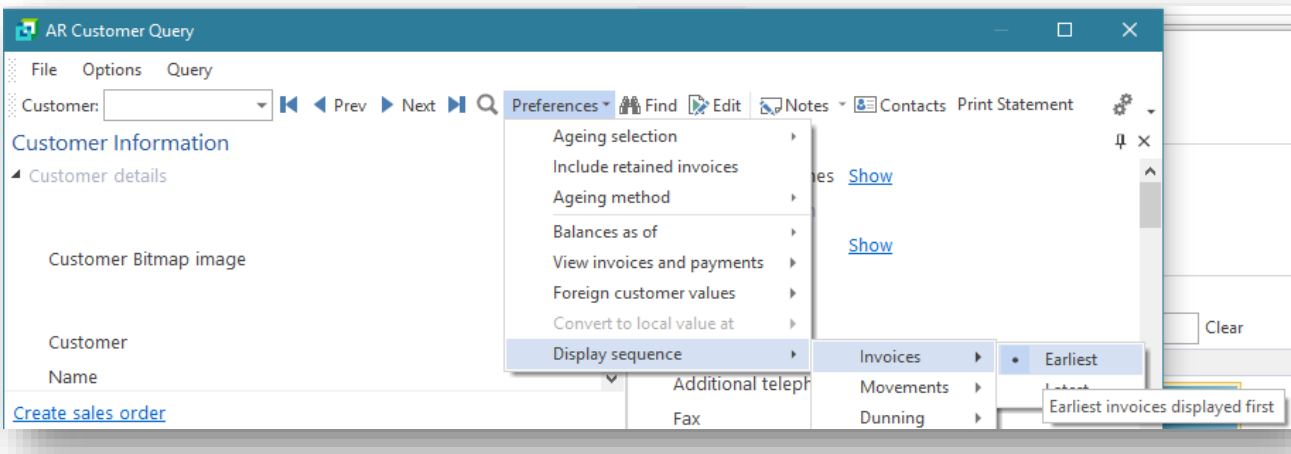 AR Customer Query
File Options Query
Customer: Prev Next Preferences Find Edit Notes Contacts Print Statement
Customer Information
Customer details
Ageing selection
Include retained invoices
Ageing method
Balances as of
View invoices and payments
Foreign customer values
Convert to local value at
Display sequence
Show
Show
Customer Bitmap image
Customer
Name
Create sales order
Invoices
Movements
Dunning
Earliest
Latest
Earliest invoices displayed first
Additional teleph
Fax
Clear